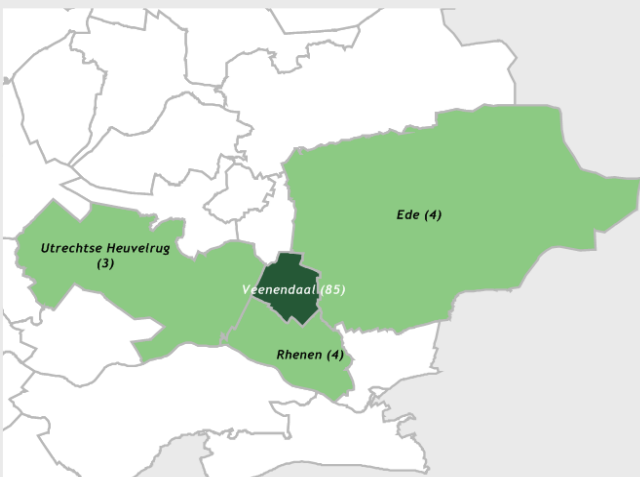 Ede (4)
Utrechtse Heuvelrug
(3)
Veenendaal (85)
Rhenen (4)